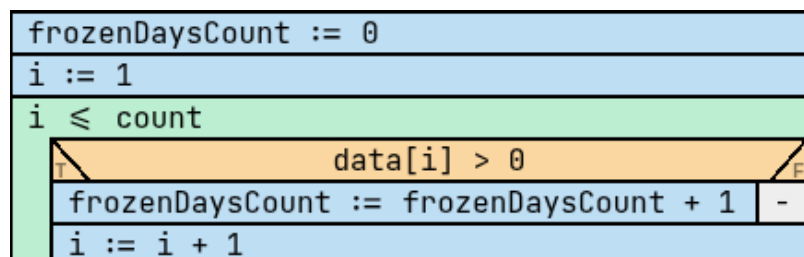 frozenDaysCount := 0
i := 1
i ⩽ count
T data[i] > 0 F
frozenDaysCount := frozenDaysCount + 1 -
i := i + 1